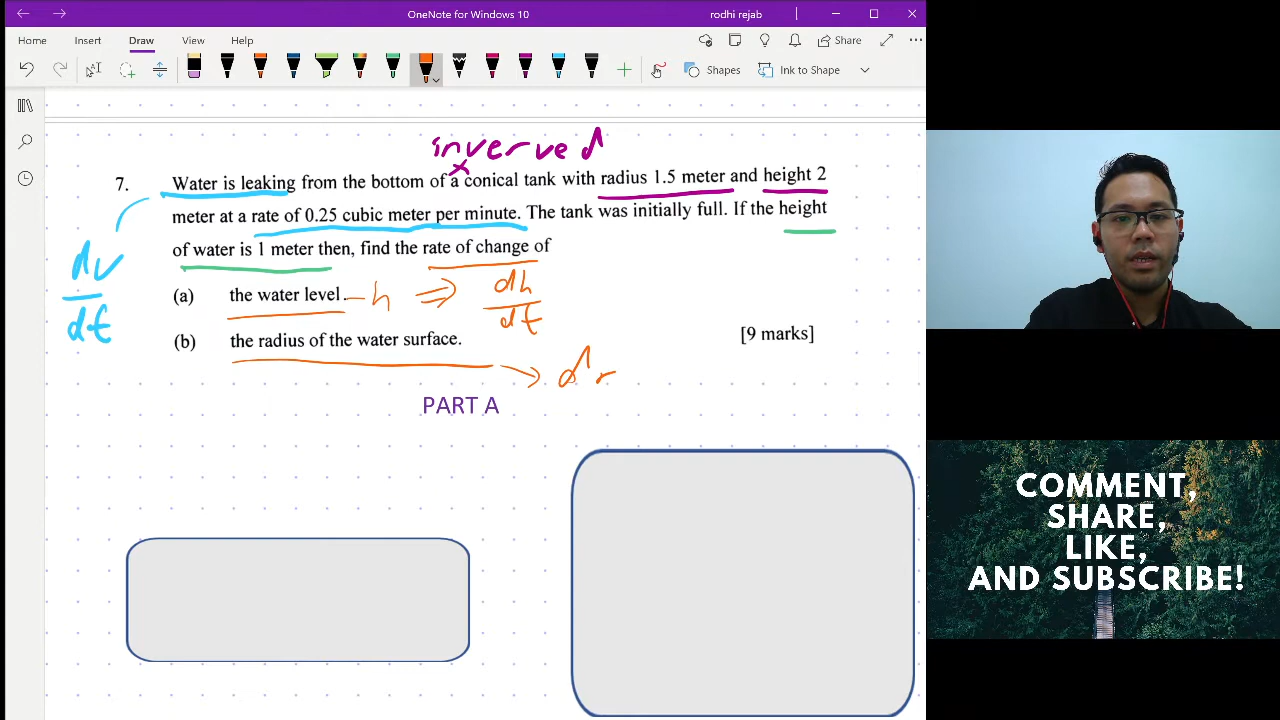 OneNote for Windows 10
rodhi rejab
Home Insert Draw View Help
Share
Shapes
Ink to Shape
inverved
7. Water is leaking from the bottom of a conical tank with radius 1.5 meter and height 2
meter at a rate of 0.25 cubic meter per minute. The tank was initially full. If the height
of water is 1 meter then, find the rate of change of
dv
dt
(a) the water level. h ⇒ dh
dt
(b) the radius of the water surface. [9 marks]
→ dr
PART A
COMMENT,
SHARE,
LIKE,
AND SUBSCRIBE!